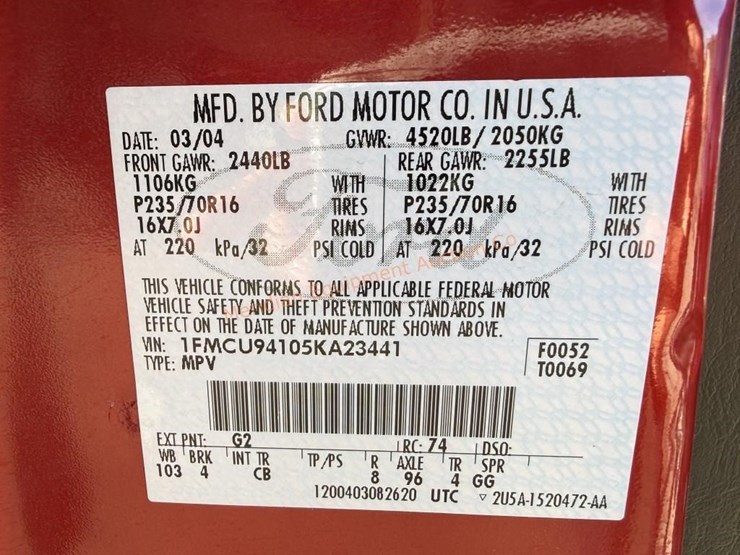 MFD. BY FORD MOTOR CO. IN U.S.A.
DATE: 03/04 GVWR: 4520LB/ 2050KG
FRONT GAWR: 2440LB REAR GAWR: 2255LB
1106KG WITH 1022KG WITH
P235/70R16 TIRES P235/70R16 TIRES
16X7.0J RIMS 16X7.0J RIMS
AT 220 kPa/32 PSI COLD AT 220 kPa/32 PSI COLD
THIS VEHICLE CONFORMS TO ALL APPLICABLE FEDERAL MOTOR
VEHICLE SAFETY AND THEFT PREVENTION STANDARDS IN
EFFECT ON THE DATE OF MANUFACTURE SHOWN ABOVE.
VIN: 1FMCU94105KA23441 F0052
TYPE: MPV T0069
EXT PNT: G2 RC: 74 DSO:
WB BRK INT TR TP/PS R AXLE TR SPR
103 4 CB 8 96 4 GG
1200403082620 UTC ▽ 2U5A-1520472-AA